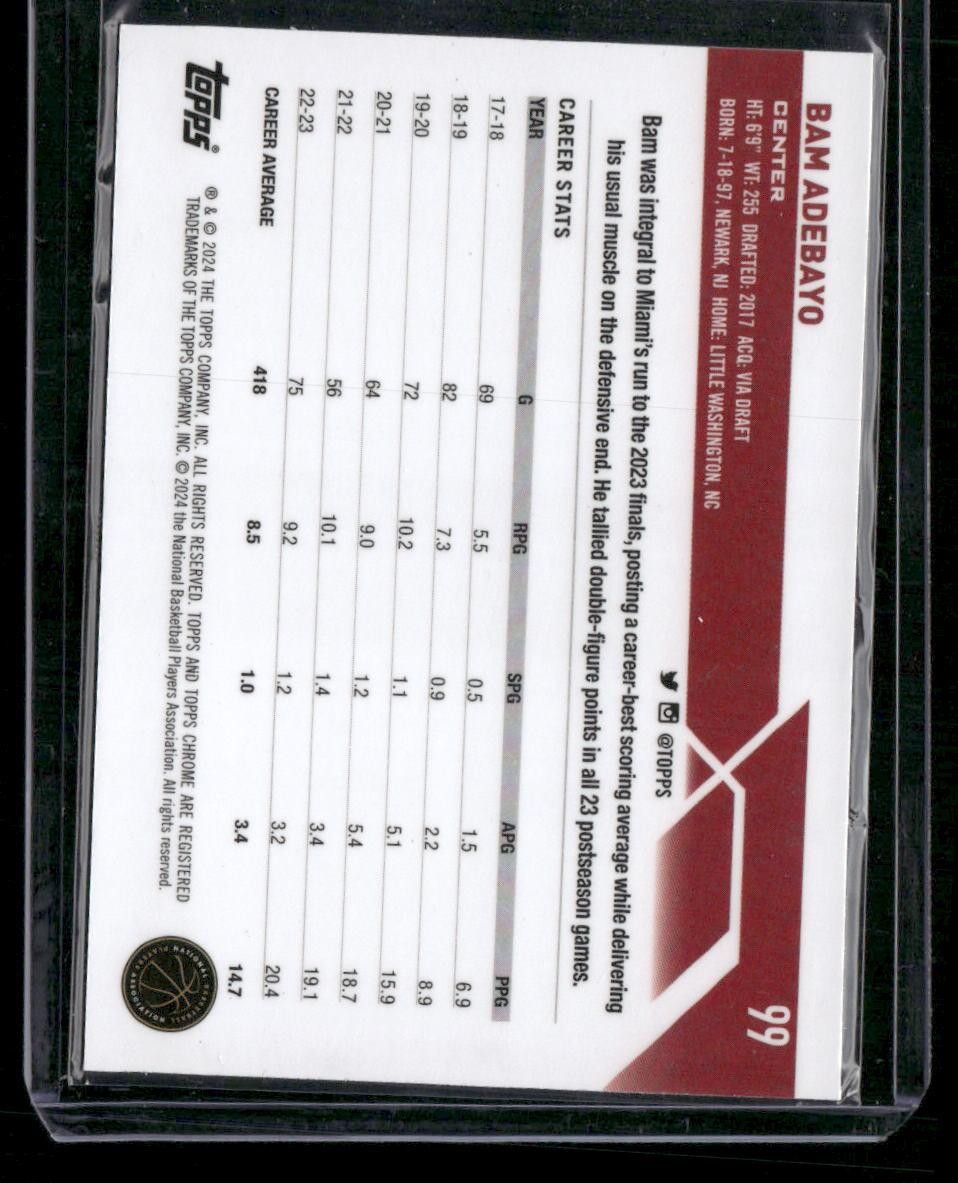 BAM ADEBAYO
99
CENTER
HT: 6'9" WT: 255 DRAFTED: 2017 ACQ: VIA DRAFT
BORN: 7-18-97, NEWARK, NJ HOME: LITTLE WASHINGTON, NC
@TOPPS
Bam was integral to Miami's run to the 2023 finals, posting a career-best scoring average while delivering
his usual muscle on the defensive end. He tallied double-figure points in all 23 postseason games.
CAREER STATS
YEAR G RPG SPG APG PPG
17-18 69 5.5 0.5 1.5 6.9
18-19 82 7.3 0.9 2.2 8.9
19-20 72 10.2 1.1 5.1 15.9
20-21 64 9.0 1.2 5.4 18.7
21-22 56 10.1 1.4 3.4 19.1
22-23 75 9.2 1.2 3.2 20.4
CAREER AVERAGE 418 8.5 1.0 3.4 14.7
topps®
® & © 2024 THE TOPPS COMPANY, INC. ALL RIGHTS RESERVED. TOPPS AND TOPPS CHROME ARE REGISTERED
TRADEMARKS OF THE TOPPS COMPANY, INC. © 2024 the National Basketball Players Association. All rights reserved.
NATIONAL BASKETBALL PLAYERS ASSOCIATION